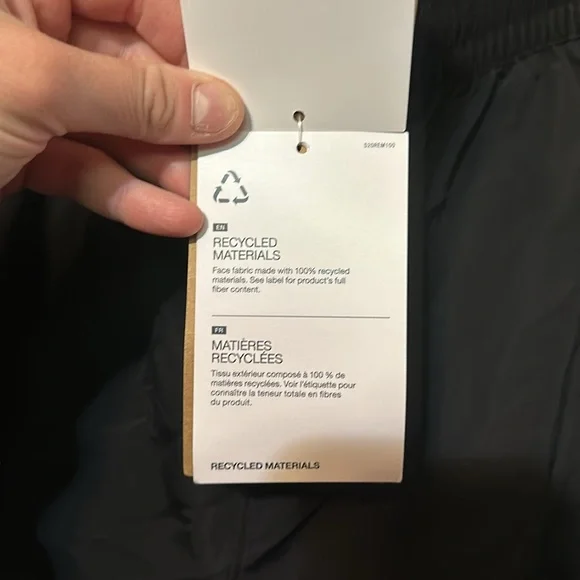 S20REM100
EN
RECYCLED
MATERIALS
Face fabric made with 100% recycled
materials. See label for product's full
fiber content.
FR
MATIÈRES
RECYCLÉES
Tissu extérieur composé à 100 % de
matières recyclées. Voir l'étiquette pour
connaître la teneur totale en fibres
du produit.
RECYCLED MATERIALS